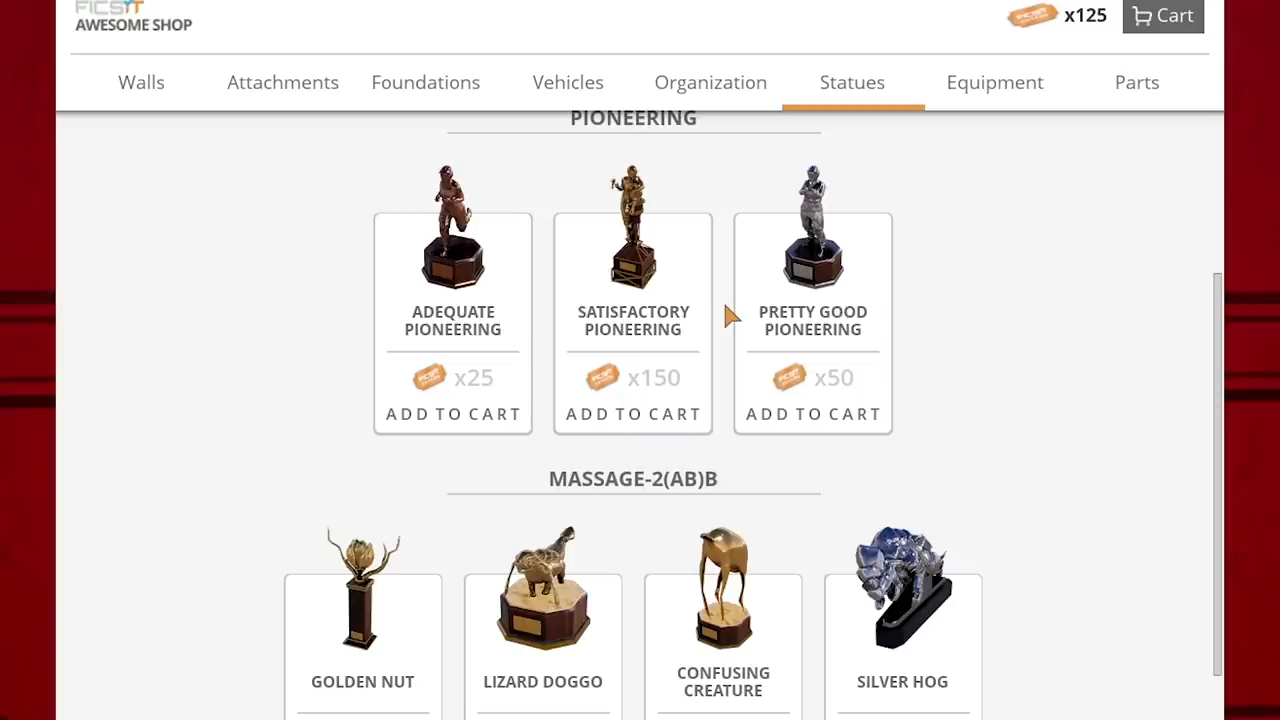 FICSIT
AWESOME SHOP
x125
Cart
Walls
Attachments
Foundations
Vehicles
Organization
Statues
Equipment
Parts
PIONEERING
ADEQUATE
PIONEERING
x25
ADD TO CART
SATISFACTORY
PIONEERING
x150
ADD TO CART
PRETTY GOOD
PIONEERING
x50
ADD TO CART
MASSAGE-2(AB)B
GOLDEN NUT
LIZARD DOGGO
CONFUSING
CREATURE
SILVER HOG